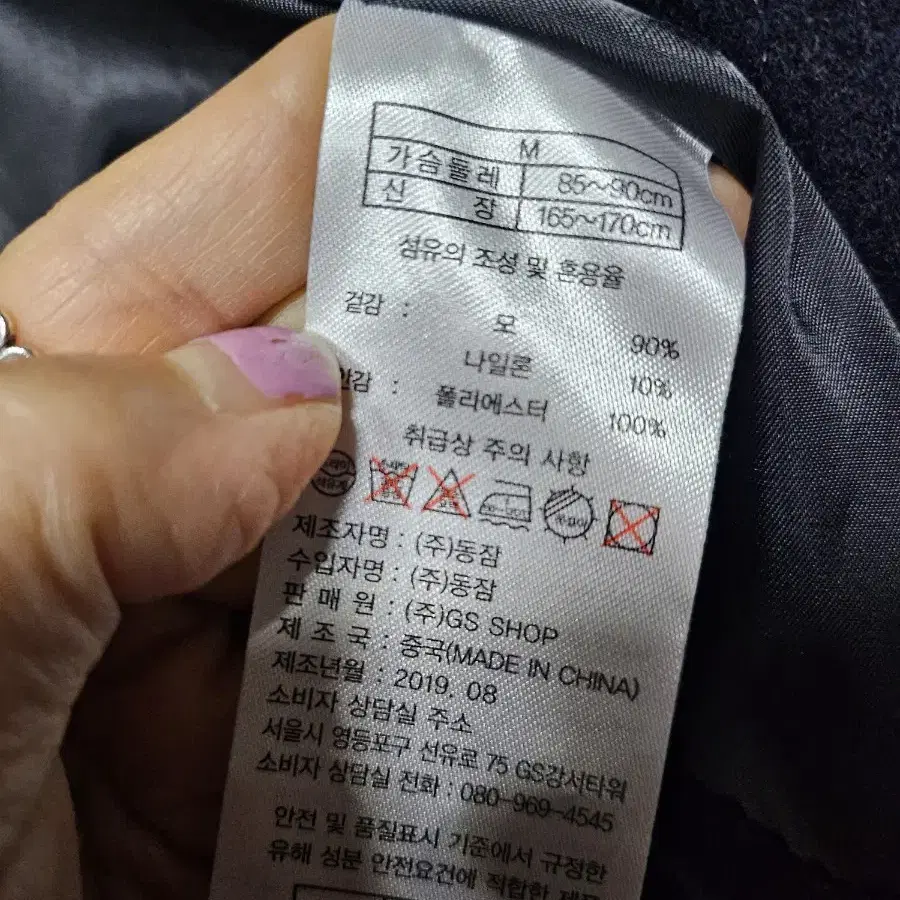 M
가슴둘레 85~90cm
신 장 165~170cm
섬유의 조성 및 혼용율
겉감 : 모 90%
나일론 10%
안감 : 폴리에스터 100%
취급상 주의 사항
제조자명 : (주)동잠
수입자명 : (주)동잠
판 매 원 : (주)GS SHOP
제 조 국 : 중국(MADE IN CHINA)
제조년월 : 2019. 08
소비자 상담실 주소
서울시 영등포구 선유로 75 GS강서타워
소비자 상담실 전화 : 080-969-4545
안전 및 품질표시 기준에서 규정한
유해 성분 안전요건에 적합한